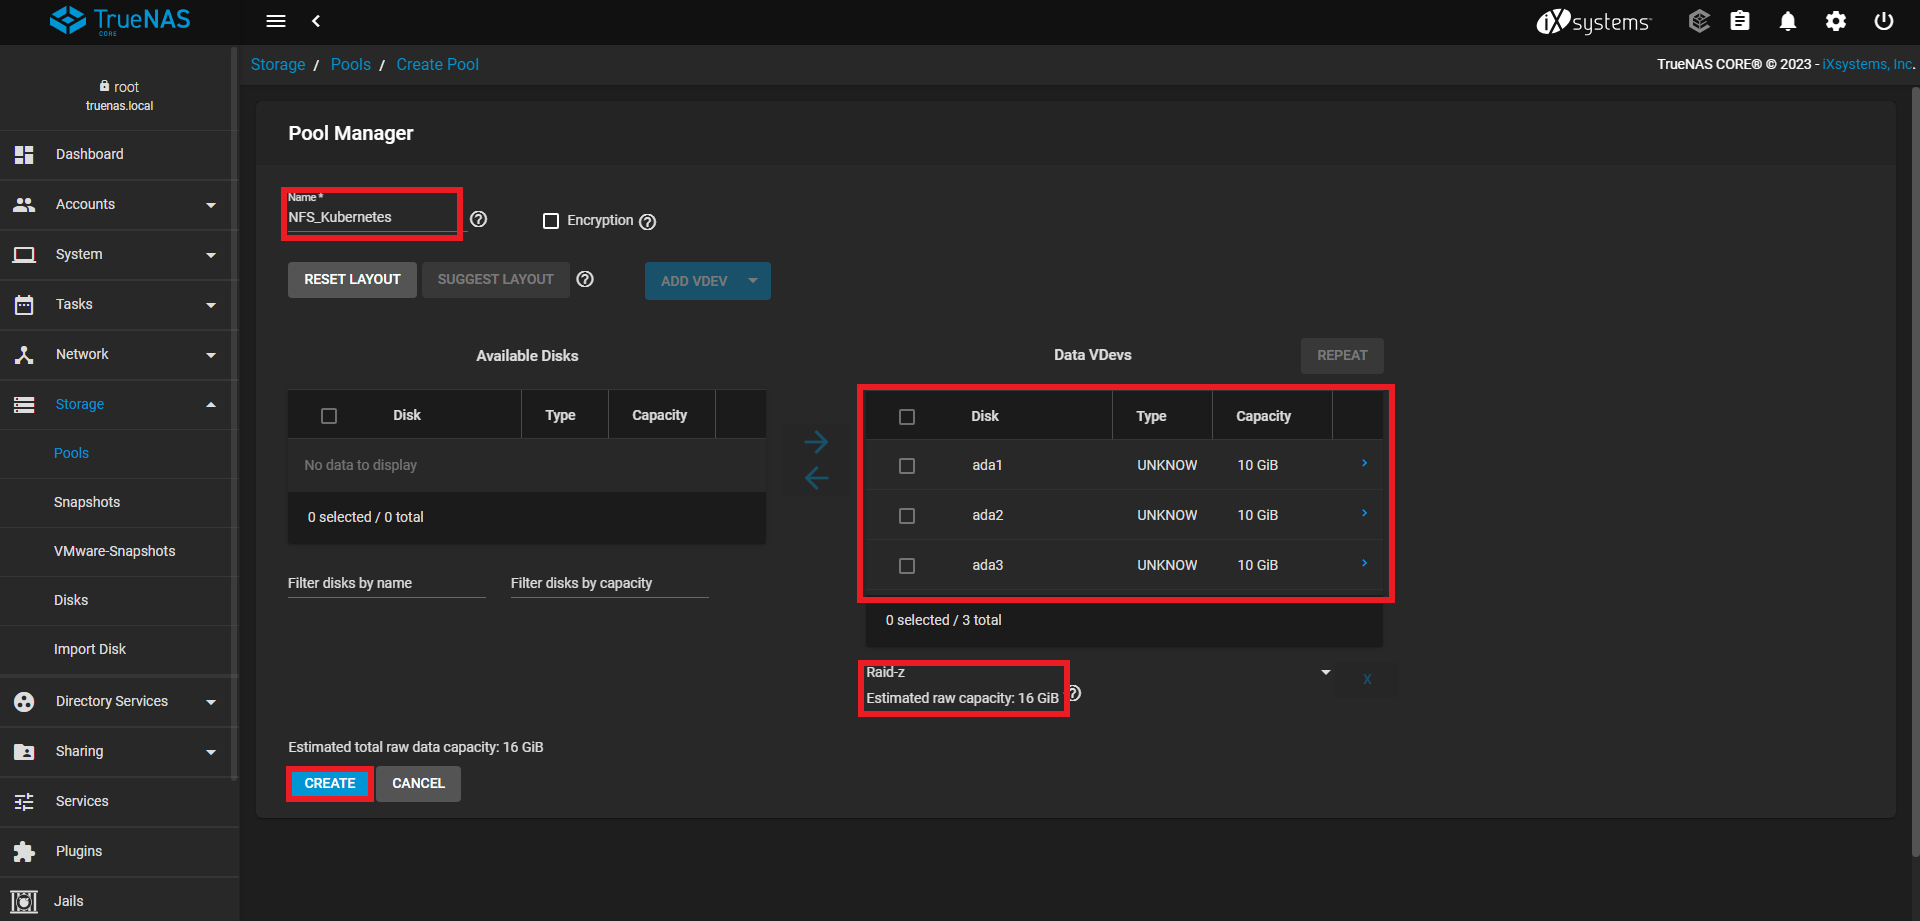 TrueNAS
CORE
iXsystems
Storage / Pools / Create Pool
TrueNAS CORE® © 2023 - iXsystems, Inc.
root
truenas.local
Dashboard
Accounts
System
Tasks
Network
Storage
Pools
Snapshots
VMware-Snapshots
Disks
Import Disk
Directory Services
Sharing
Services
Plugins
Jails
Pool Manager
Name *
NFS_Kubernetes
Encryption
RESET LAYOUT
SUGGEST LAYOUT
ADD VDEV
Available Disks
Disk Type Capacity
No data to display
0 selected / 0 total
Filter disks by name
Filter disks by capacity
Data VDevs
REPEAT
Disk Type Capacity
ada1 UNKNOW 10 GiB
ada2 UNKNOW 10 GiB
ada3 UNKNOW 10 GiB
0 selected / 3 total
Raid-z
X
Estimated raw capacity: 16 GiB
Estimated total raw data capacity: 16 GiB
CREATE
CANCEL